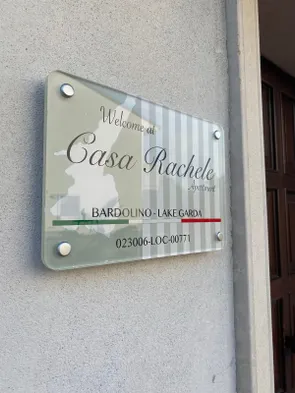 Welcome at
Casa Rachele
Apartment
BARDOLINO - LAKE GARDA
023006-LOC-00771